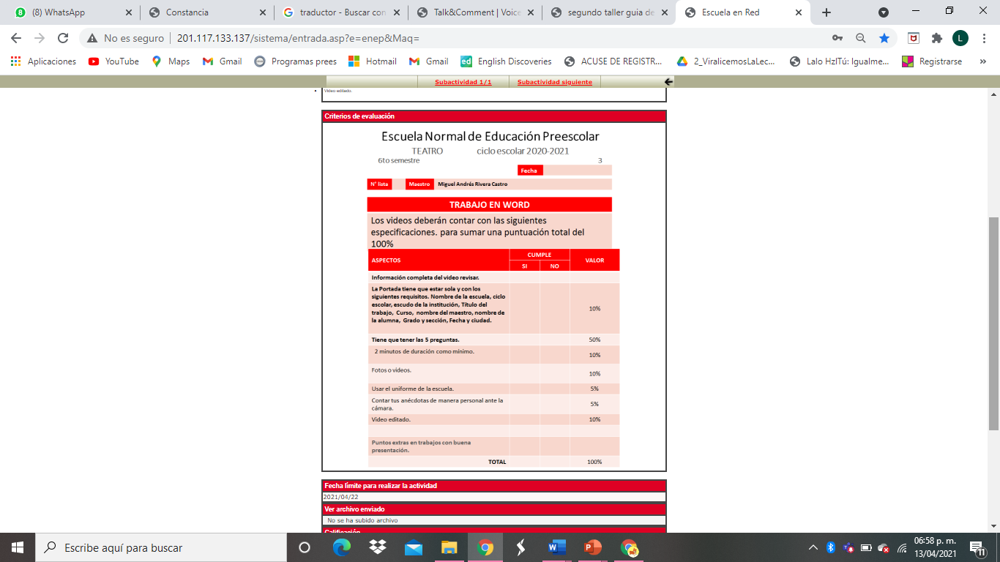 (8) WhatsApp
Constancia
traductor - Buscar con
Talk&Comment | Voice
segundo taller guia de
Escuela en Red
No es seguro | 201.117.133.137/sistema/entrada.asp?e=enep&Maq=
L
Aplicaciones
YouTube
Maps
Gmail
Programas prees
Hotmail
Gmail
English Discoveries
ACUSE DE REGISTR...
2_ViralicemosLaLec...
Lalo HzlTú: Igualme...
Registrarse
»
Subactividad 1/1
Subactividad siguiente
Video editado.
Criterios de evaluación
Escuela Normal de Educación Preescolar
TEATRO ciclo escolar 2020-2021
6to semestre 3
Fecha
N° lista Maestro Miguel Andrés Rivera Castro
TRABAJO EN WORD
Los videos deberán contar con las siguientes
especificaciones. para sumar una puntuación total del
100%
ASPECTOS CUMPLE VALOR
SI NO
Información completa del video revisar.
La Portada tiene que estar sola y con los
siguientes requisitos. Nombre de la escuela, ciclo
escolar, escudo de la institución, Título del
trabajo, Curso, nombre del maestro, nombre de
la alumna, Grado y sección, Fecha y ciudad.
10%
Tiene que tener las 5 preguntas. 50%
2 minutos de duración como mínimo. 10%
Fotos o videos. 10%
Usar el uniforme de la escuela. 5%
Contar tus anécdotas de manera personal ante la
cámara.
5%
Video editado. 10%
Puntos extras en trabajos con buena
presentación.
TOTAL 100%
Fecha límite para realizar la actividad
2021/04/22
Ver archivo enviado
No se ha subido archivo
Calificación
Escribe aquí para buscar
06:58 p. m.
13/04/2021
11